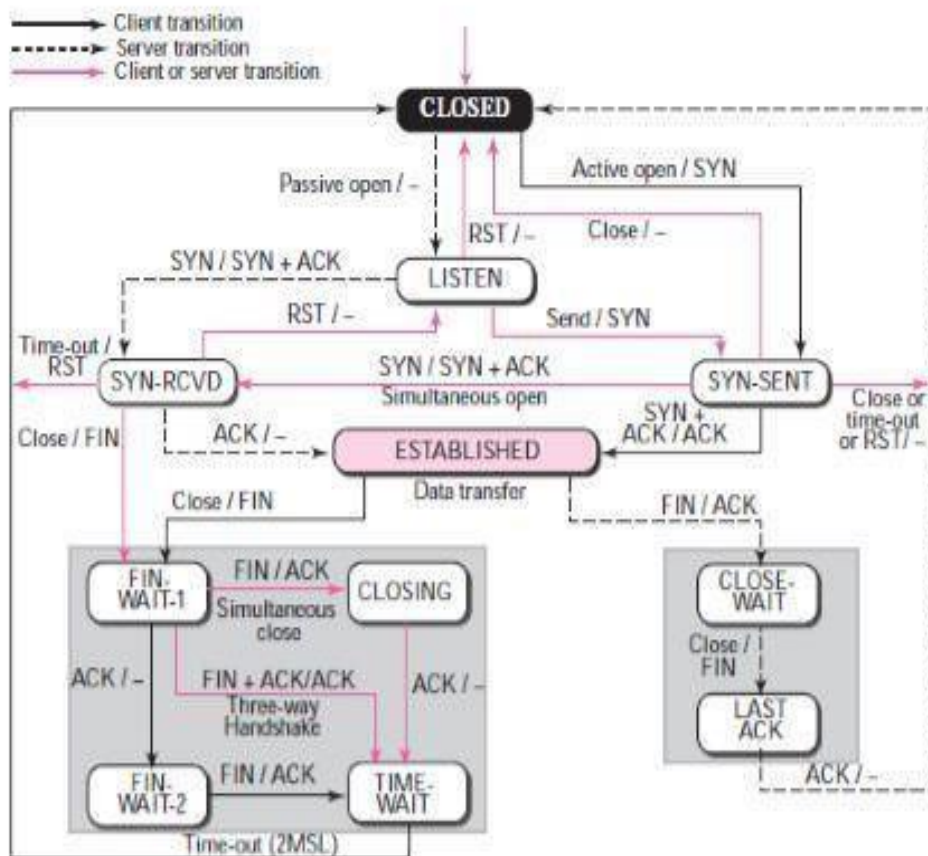 Client transition
Server transition
Client or server transition
CLOSED
Active open / SYN
Passive open / –
RST / –
Close / –
SYN / SYN + ACK
LISTEN
RST / –
Send / SYN
Time-out /
RST
SYN-RCVD
SYN / SYN + ACK
Simultaneous open
SYN-SENT
Close or
time-out
or RST / –
Close / FIN
ACK / –
SYN +
ACK / ACK
ESTABLISHED
Data transfer
Close / FIN
FIN / ACK
FIN-
WAIT-1
FIN / ACK
Simultaneous
close
CLOSING
CLOSE-
WAIT
Close /
FIN
ACK / –
FIN + ACK/ACK
Three-way
Handshake
ACK / –
LAST
ACK
FIN-
WAIT-2
FIN / ACK
TIME-
WAIT
ACK / –
Time-out (2MSL)